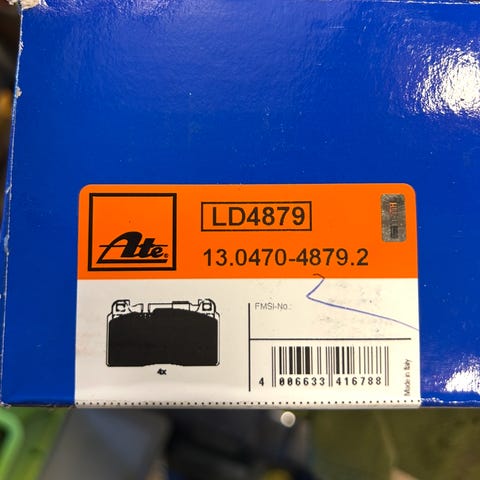 LD4879
Ate®
13.0470-4879.2
FMSI-No.:
4x
4 006633 416788
Made in Italy